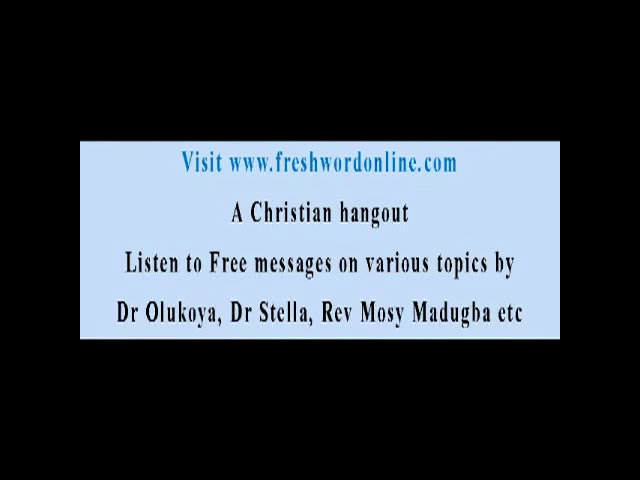 Visit www.freshwordonline.com
A Christian hangout
Listen to Free messages on various topics by
Dr Olukoya, Dr Stella, Rev Mosy Madugba etc